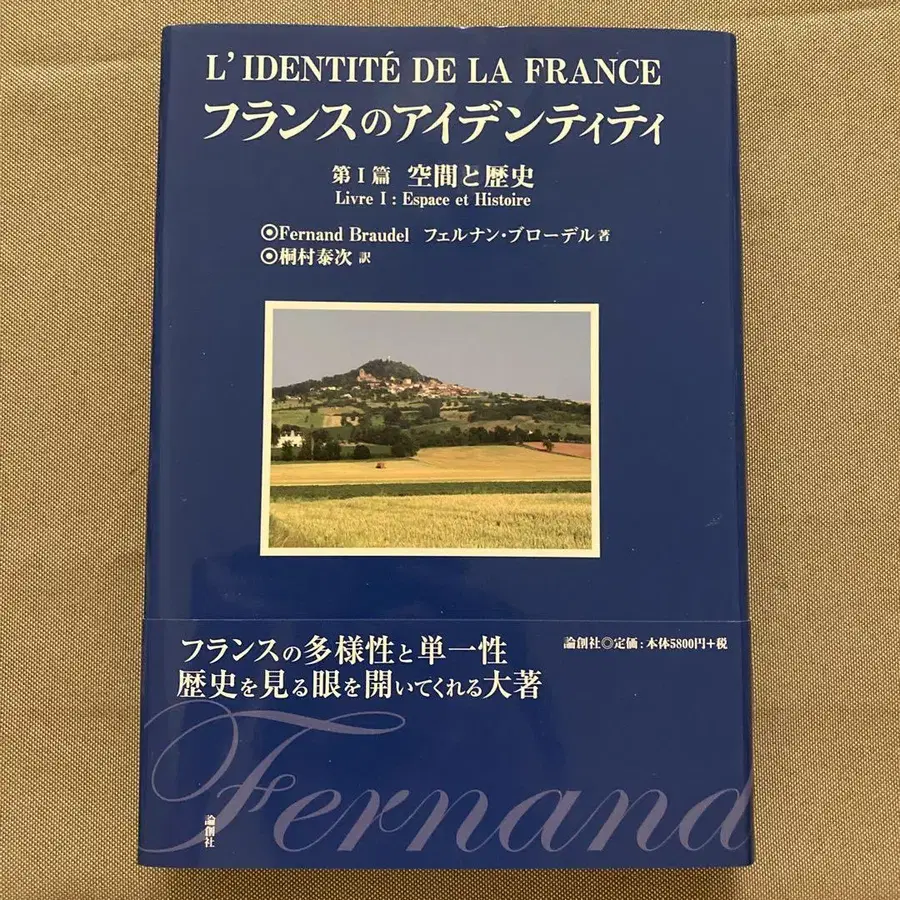 L'IDENTITÉ DE LA FRANCE
フランスのアイデンティティ
第Ⅰ篇 空間と歴史
Livre I : Espace et Histoire
◉Fernand Braudel フェルナン・ブローデル 著
◉桐村泰次 訳
フランスの多様性と単一性
歴史を見る眼を開いてくれる大著
論創社◎定価:本体5800円+税
Fernand
論創社